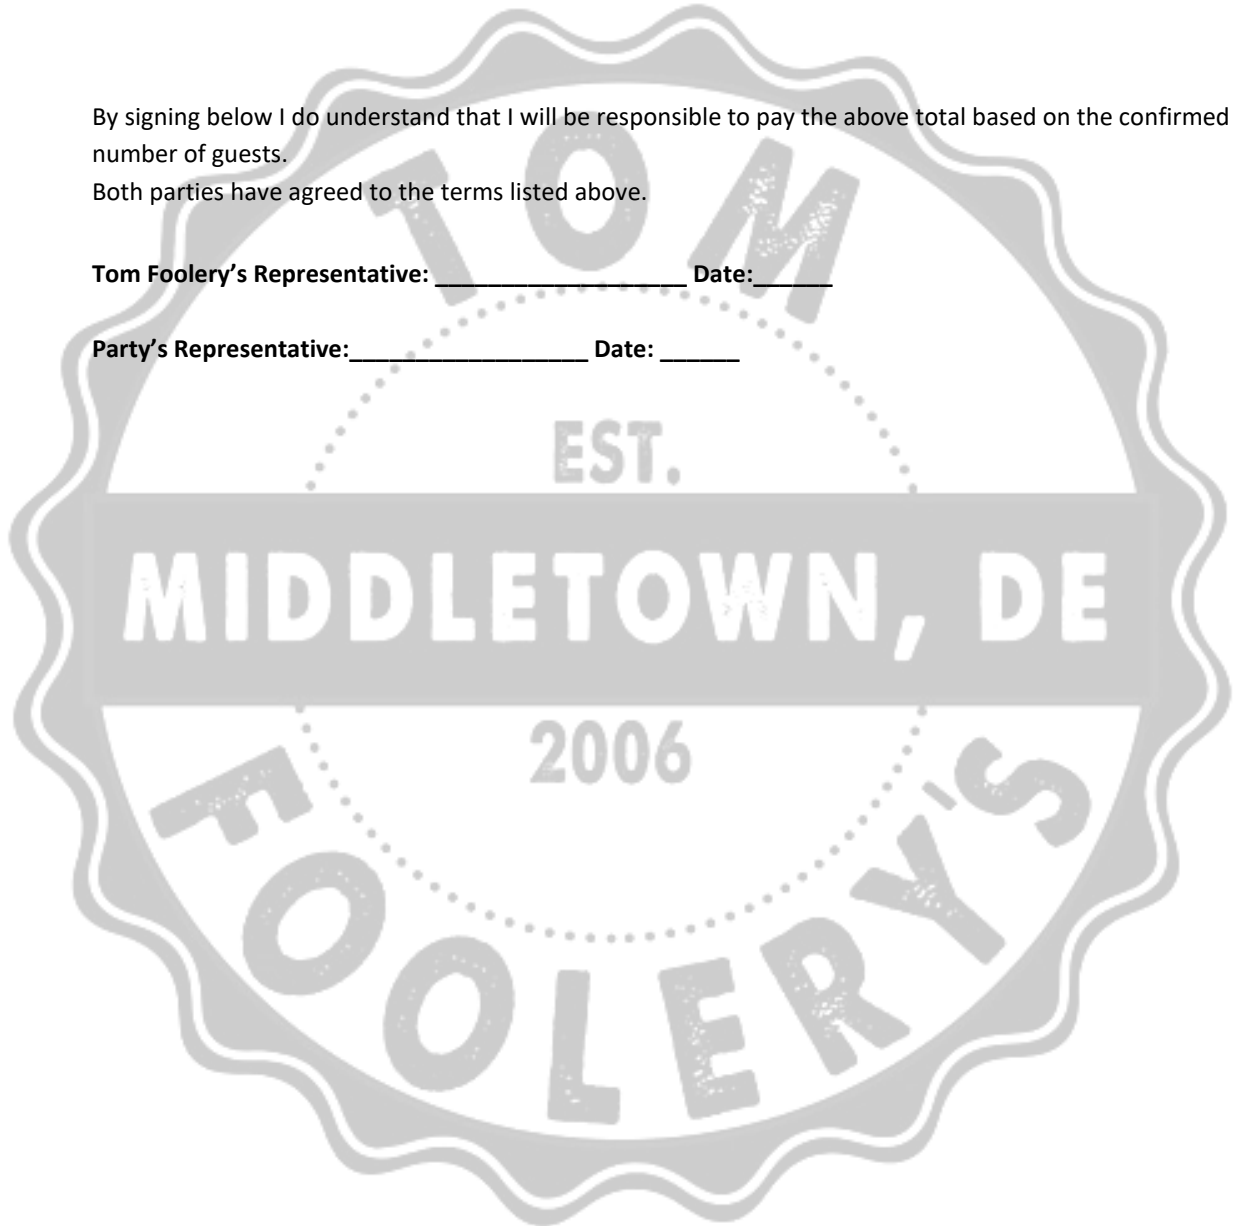 By signing below I do understand that I will be responsible to pay the above total based on the confirmed
number of guests.
Both parties have agreed to the terms listed above.
Tom Foolery’s Representative: ___________________ Date:______
Party’s Representative:__________________ Date: ______
TOM
EST.
MIDDLETOWN, DE
2006
FOOLERY'S